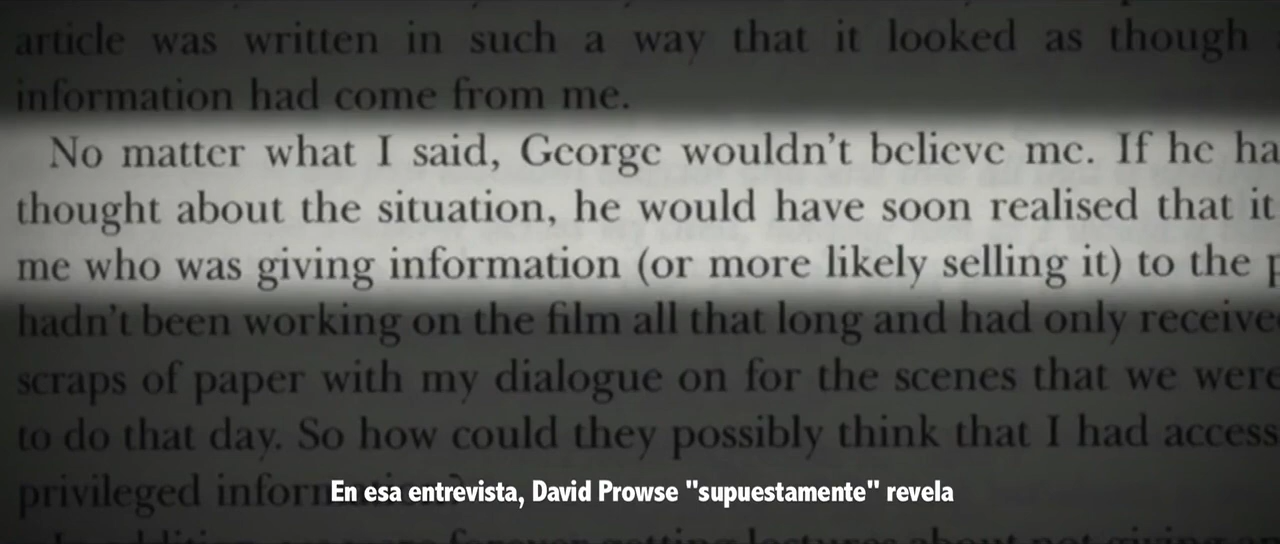 article was written in such a way that it looked as though
information had come from me.
No matter what I said, George wouldn't believe me. If he ha
thought about the situation, he would have soon realised that it
me who was giving information (or more likely selling it) to the p
hadn't been working on the film all that long and had only receive
scraps of paper with my dialogue on for the scenes that we were
to do that day. So how could they possibly think that I had access
privileged
En esa entrevista, David Prowse "supuestamente" revela